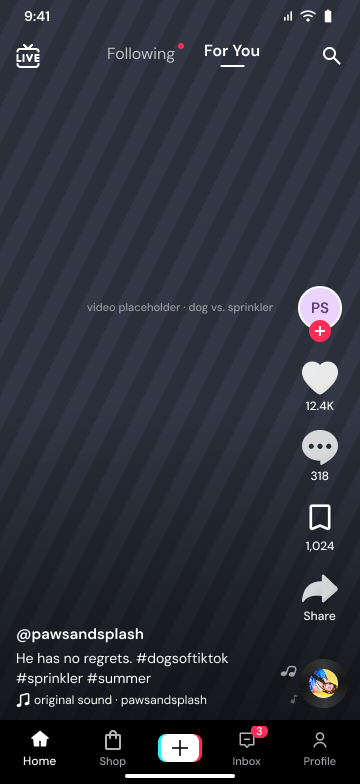 9:41
LIVE
Following
For You
video placeholder · dog vs. sprinkler
PS
12.4K
318
1,024
Share
@pawsandsplash
He has no regrets. #dogsoftiktok
#sprinkler #summer
original sound · pawsandsplash
Home
Shop
3
Inbox
Profile